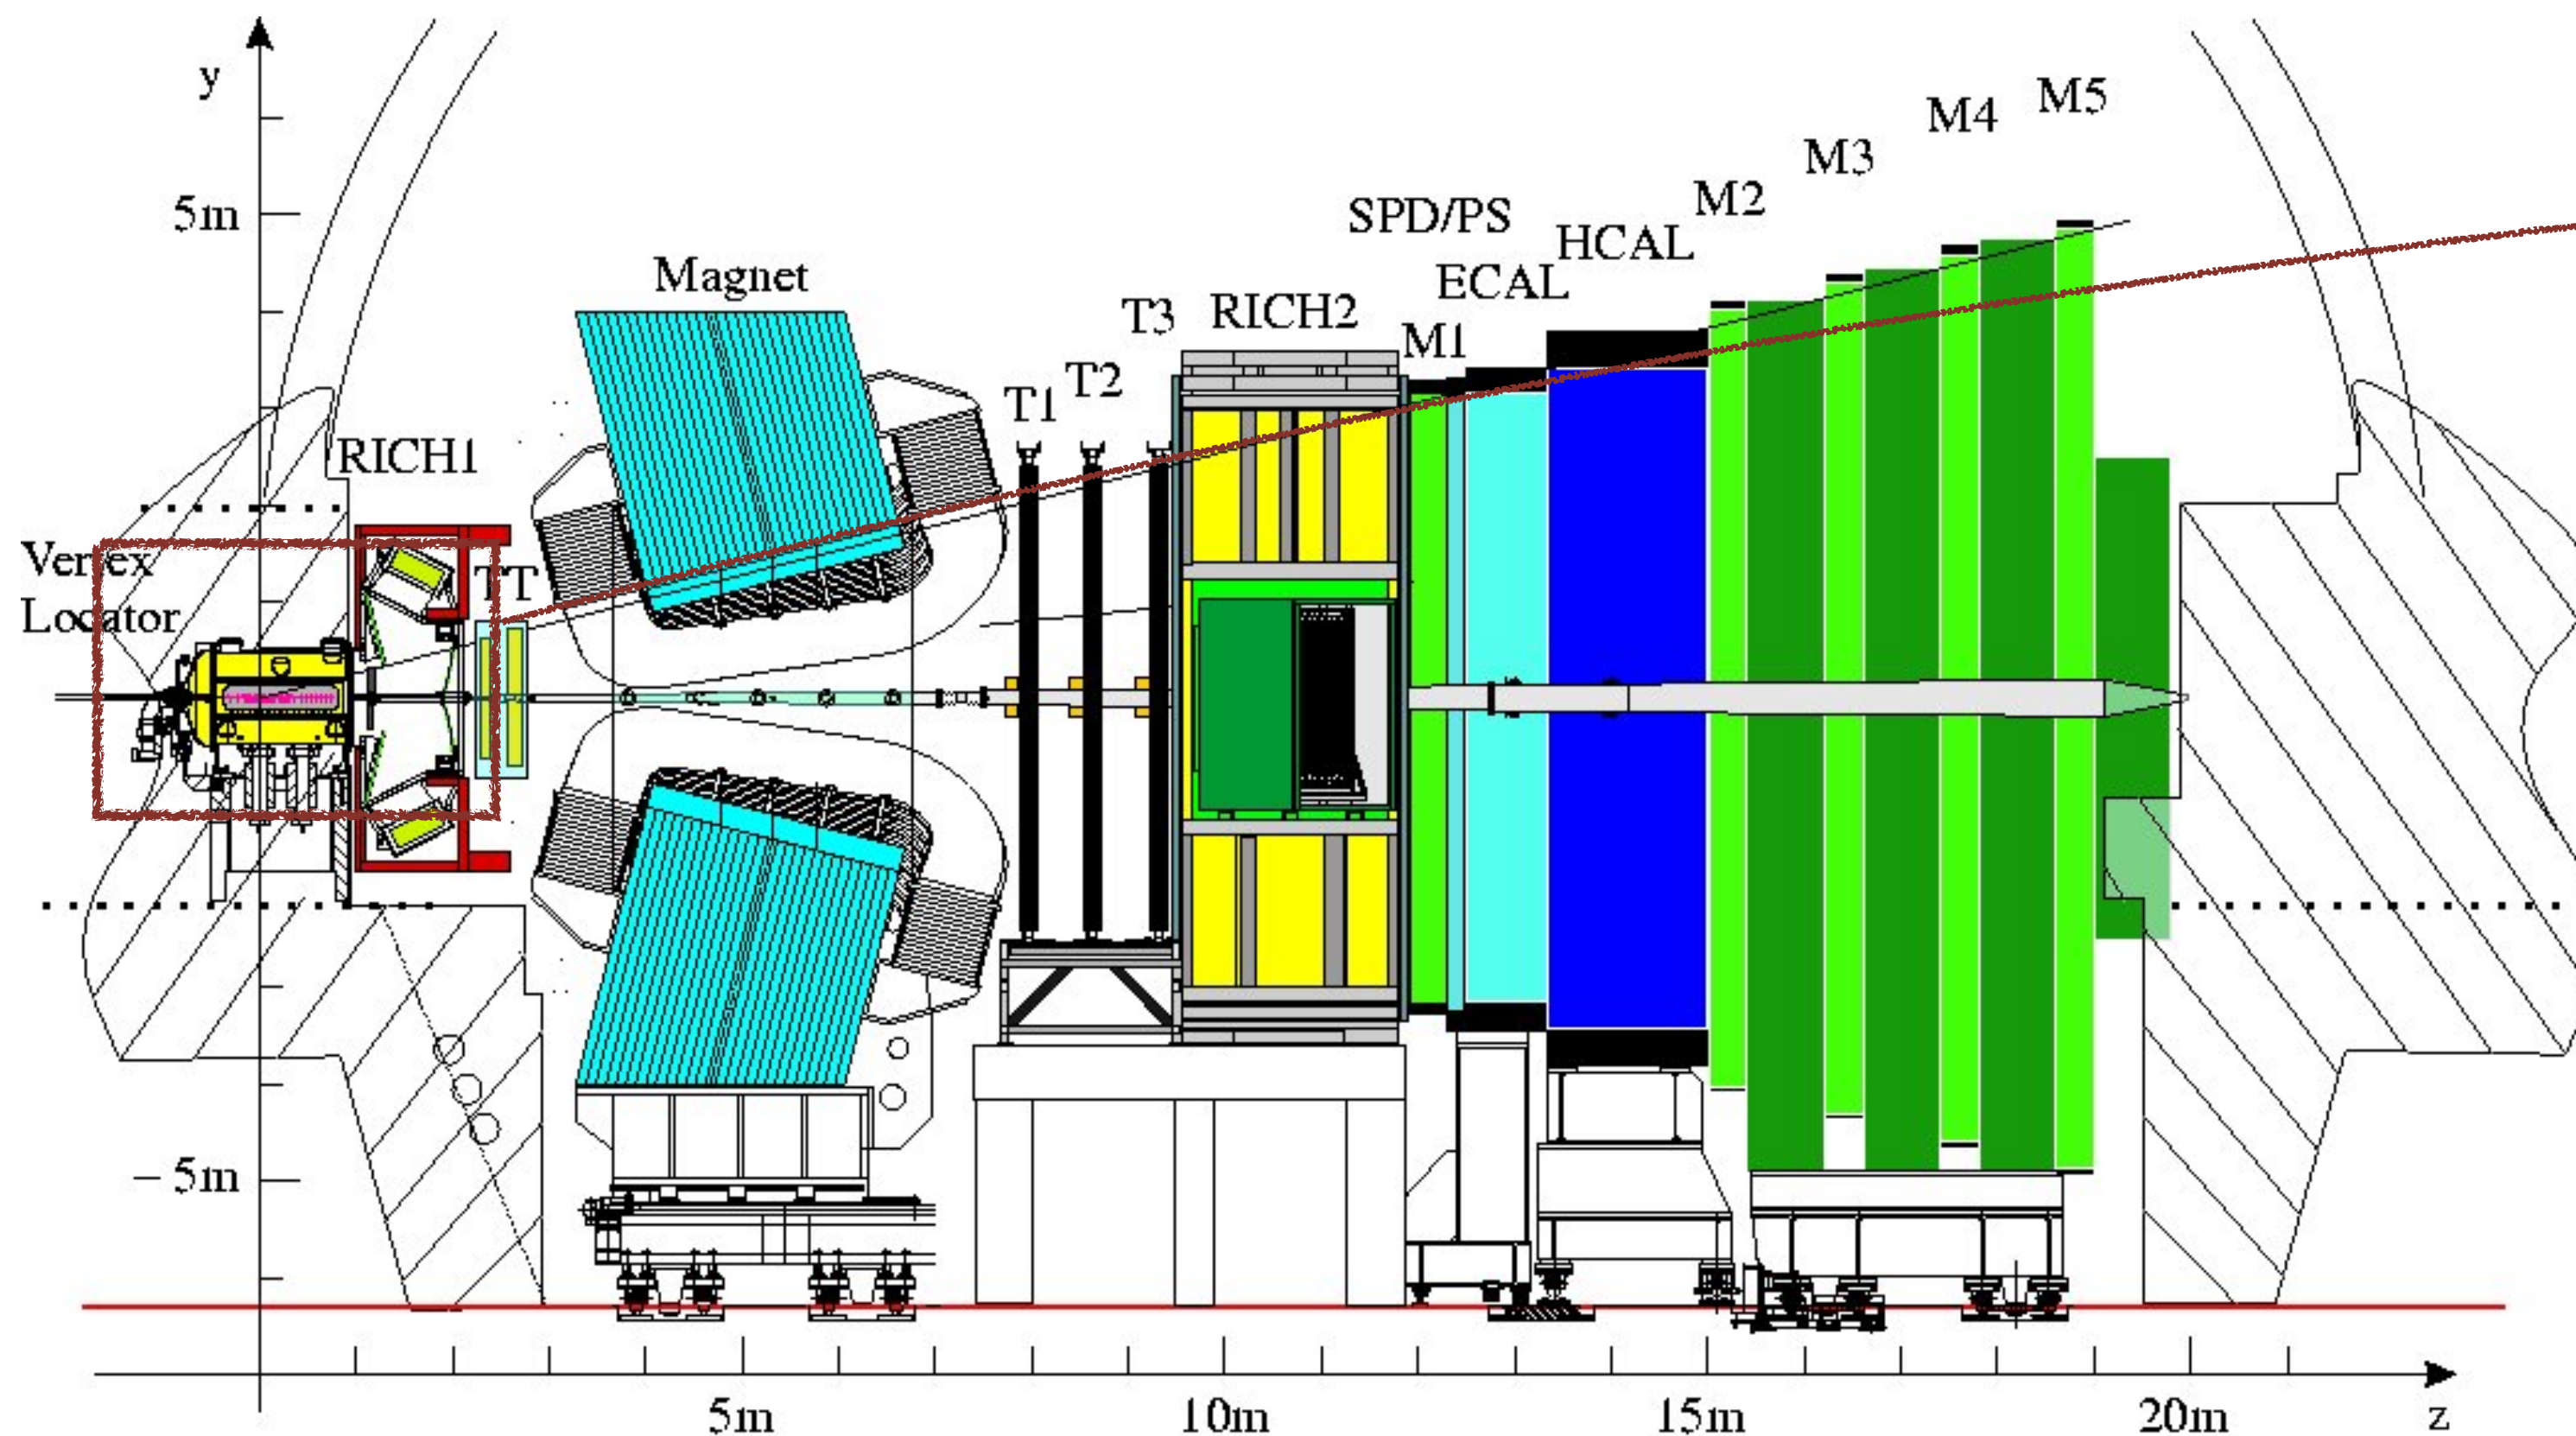 y
M5
M4
M3
M2
5m
SPD/PS
HCAL
ECAL
Magnet
T3
RICH2
M1
T2
T1
RICH1
Vertex
Locator
TT
− 5m
5m
10m
15m
20m
z